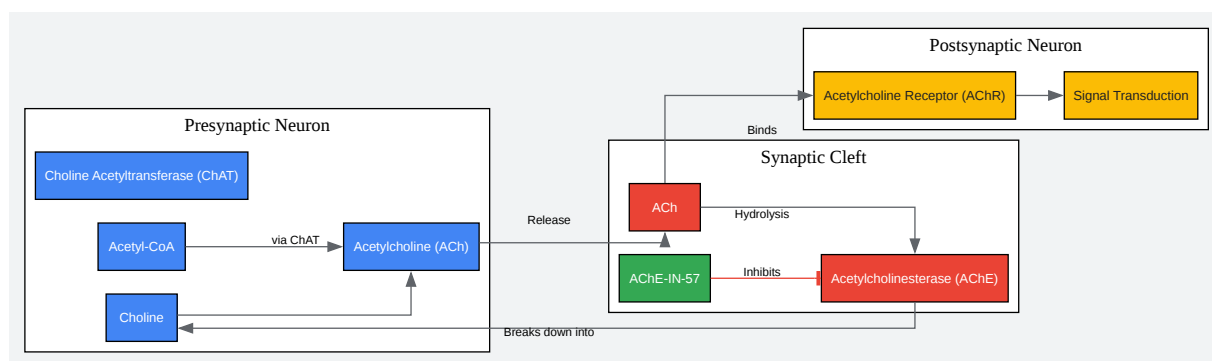 Postsynaptic Neuron
Acetylcholine Receptor (AChR)
Signal Transduction
Presynaptic Neuron
Binds
Choline Acetyltransferase (ChAT)
Synaptic Cleft
ACh
Release
Hydrolysis
Acetyl-CoA
via ChAT
Acetylcholine (ACh)
AChE-IN-57
Inhibits
Acetylcholinesterase (AChE)
Choline
Breaks down into